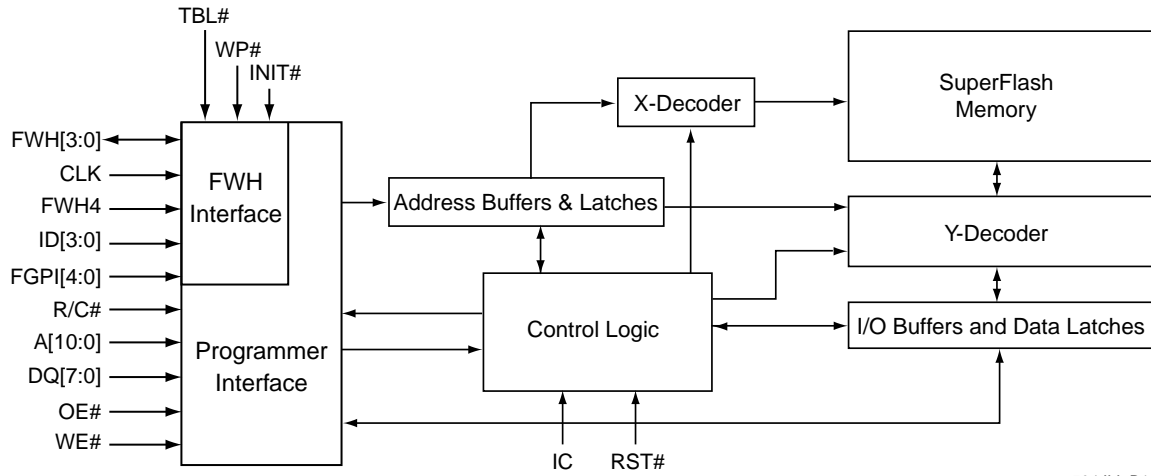 TBL#
WP#
INIT#
FWH[3:0]
CLK
FWH4
ID[3:0]
FGPI[4:0]
R/C#
A[10:0]
DQ[7:0]
OE#
WE#
FWH
Interface
Programmer
Interface
Address Buffers & Latches
X-Decoder
SuperFlash
Memory
Y-Decoder
Control Logic
I/O Buffers and Data Latches
IC
RST#